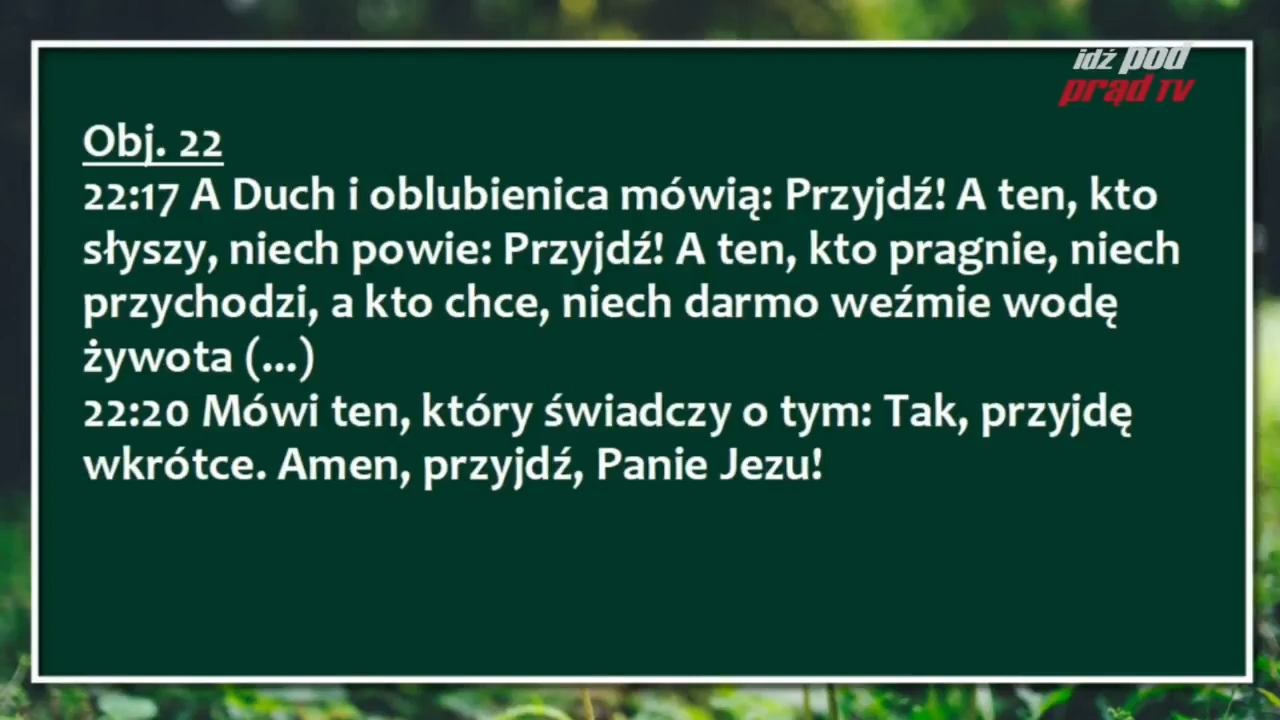 idź pod
prąd TV
Obj. 22
22:17 A Duch i oblubienica mówią: Przyjdź! A ten, kto
słyszy, niech powie: Przyjdź! A ten, kto pragnie, niech
przychodzi, a kto chce, niech darmo weźmie wodę
żywota (...)
22:20 Mówi ten, który świadczy o tym: Tak, przyjdę
wkrótce. Amen, przyjdź, Panie Jezu!